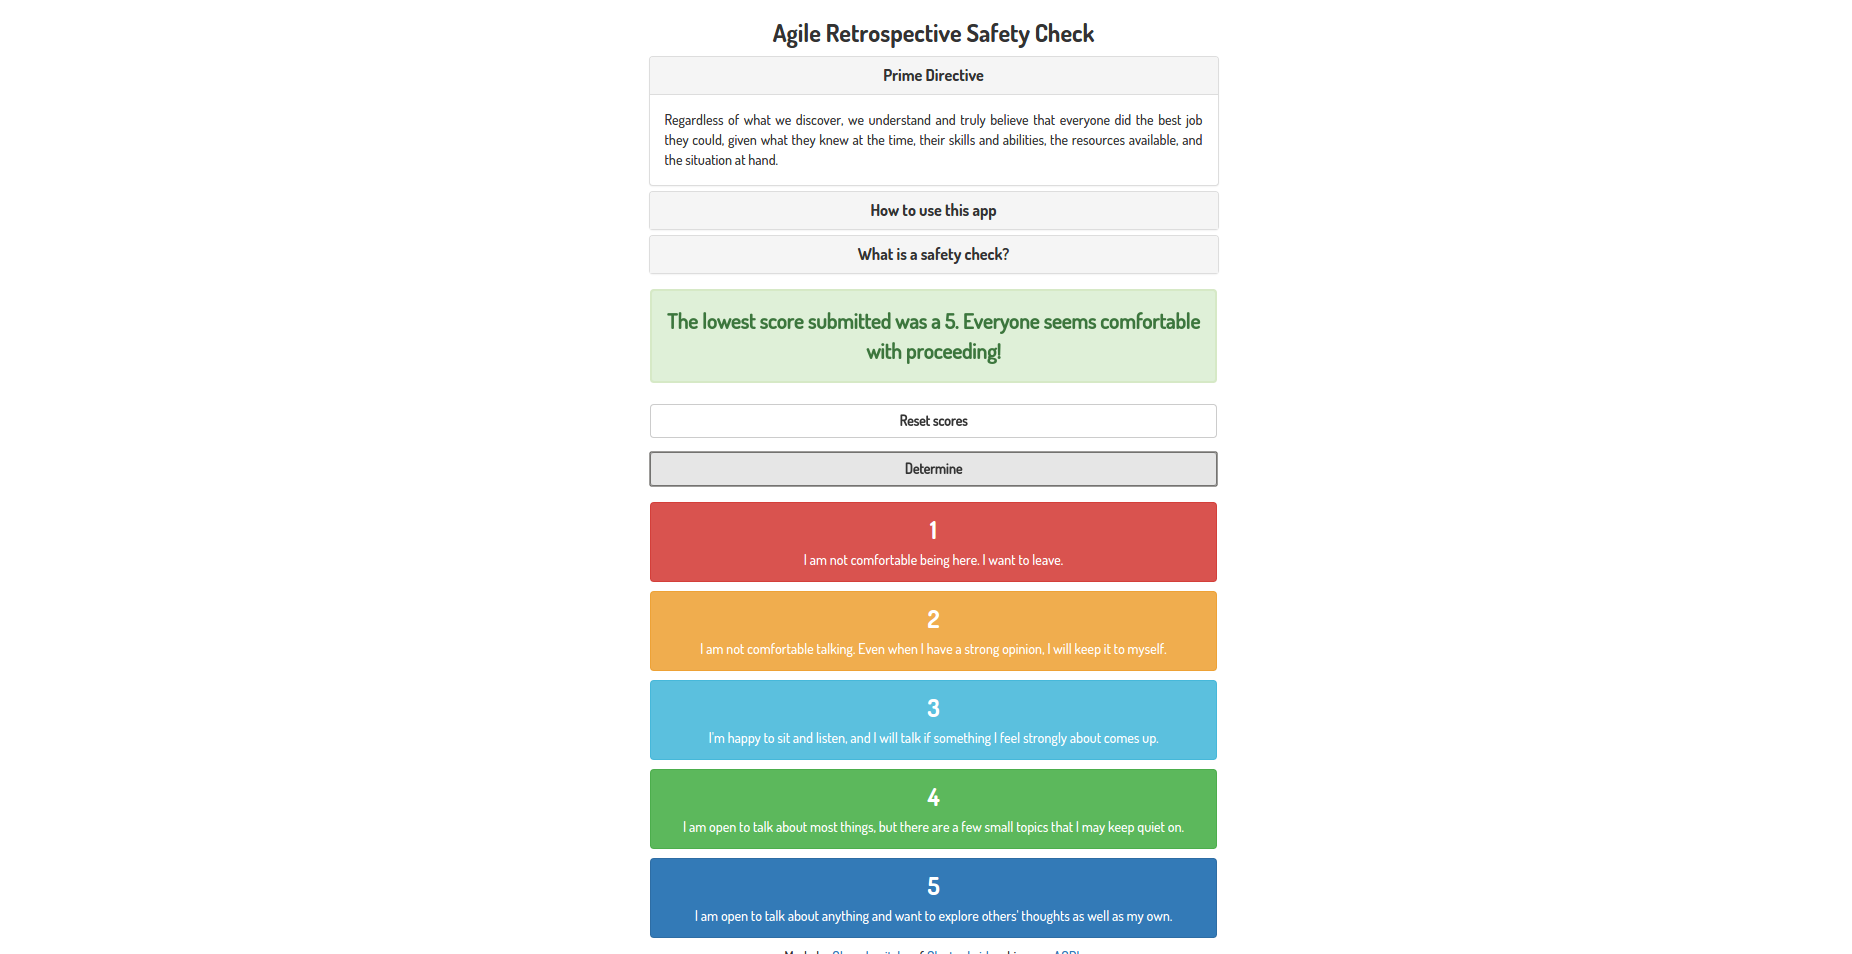 Agile Retrospective Safety Check
Prime Directive
Regardless of what we discover, we understand and truly believe that everyone did the best job
they could, given what they knew at the time, their skills and abilities, the resources available, and
the situation at hand.
How to use this app
What is a safety check?
The lowest score submitted was a 5. Everyone seems comfortable
with proceeding!
Reset scores
Determine
1
I am not comfortable being here. I want to leave.
2
I am not comfortable talking. Even when I have a strong opinion, I will keep it to myself.
3
I'm happy to sit and listen, and I will talk if something I feel strongly about comes up.
4
I am open to talk about most things, but there are a few small topics that I may keep quiet on.
5
I am open to talk about anything and want to explore others' thoughts as well as my own.